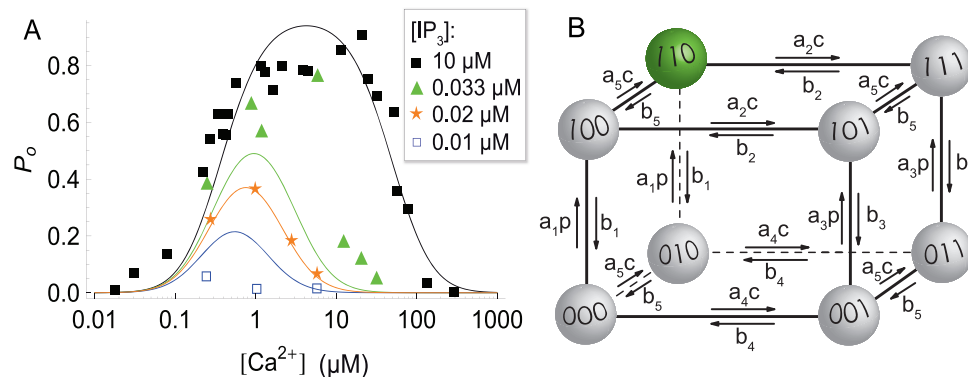 A
[IP3]:
10 µM
0.033 µM
0.02 µM
0.01 µM
Po
0.8
0.6
0.4
0.2
0.0
0.01
0.1
1
10
100
1000
[Ca2+] (µM)
B
110
a2c
b2
111
a5c
b5
a5c
b5
100
a2c
b2
101
a1p
b1
a3p
b
a1p
b1
a3p
b3
010
a4c
b4
011
a5c
b5
a5c
b5
000
a4c
b4
001